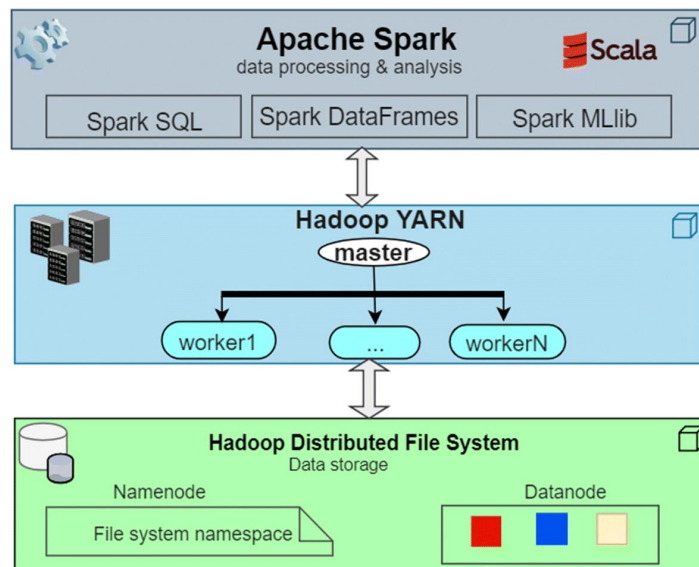 Apache Spark
data processing & analysis
Scala
Spark SQL
Spark DataFrames
Spark MLlib
Hadoop YARN
master
worker1
...
workerN
Hadoop Distributed File System
Data storage
Namenode
Datanode
File system namespace